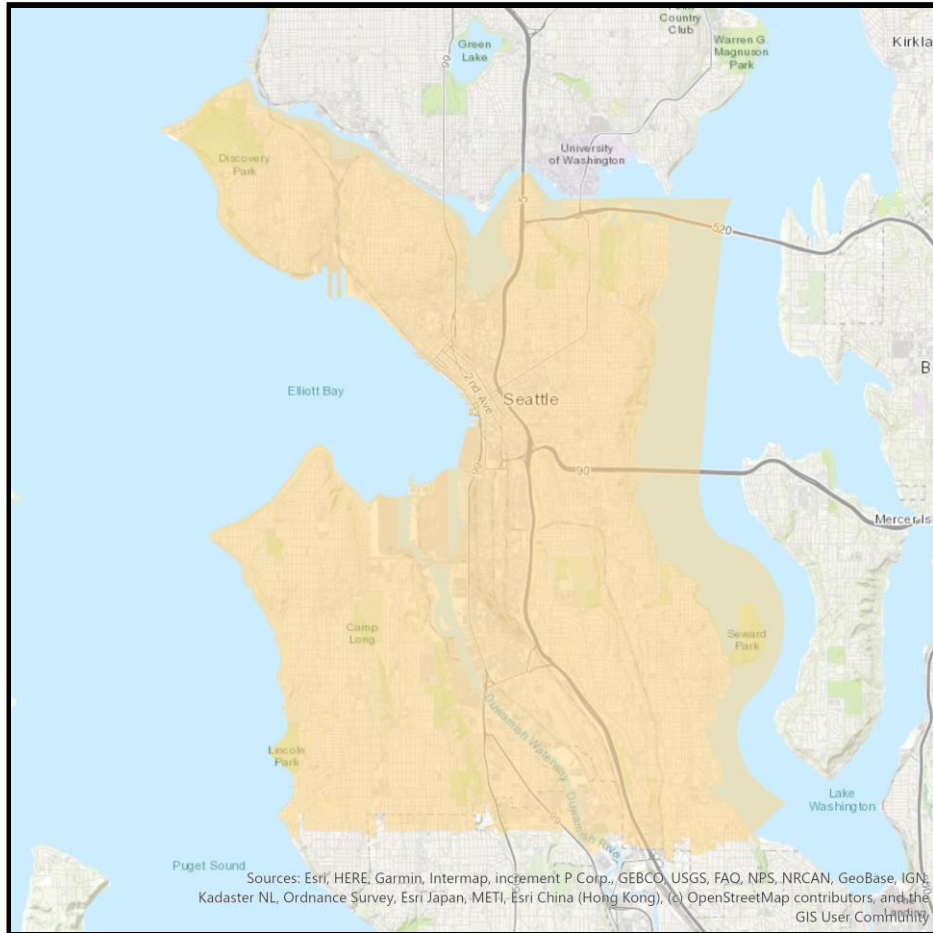 Country
Club
Green
Lake
99
Warren G.
Magnuson
Park
Kirkla
University
of Washington
Discovery
Park
5
520
Elliott Bay
2nd Ave
Seattle
B
99
90
Mercer Is
Camp
Long
Seward
Park
Duwamish Waterway
Duwamish River
Lincoln
Park
99
Lake
Washington
Puget Sound
Sources: Esri, HERE, Garmin, Intermap, increment P Corp., GEBCO, USGS, FAO, NPS, NRCAN, GeoBase, IGN,
Kadaster NL, Ordnance Survey, Esri Japan, METI, Esri China (Hong Kong), (c) OpenStreetMap contributors, and the
GIS User Community
Landing